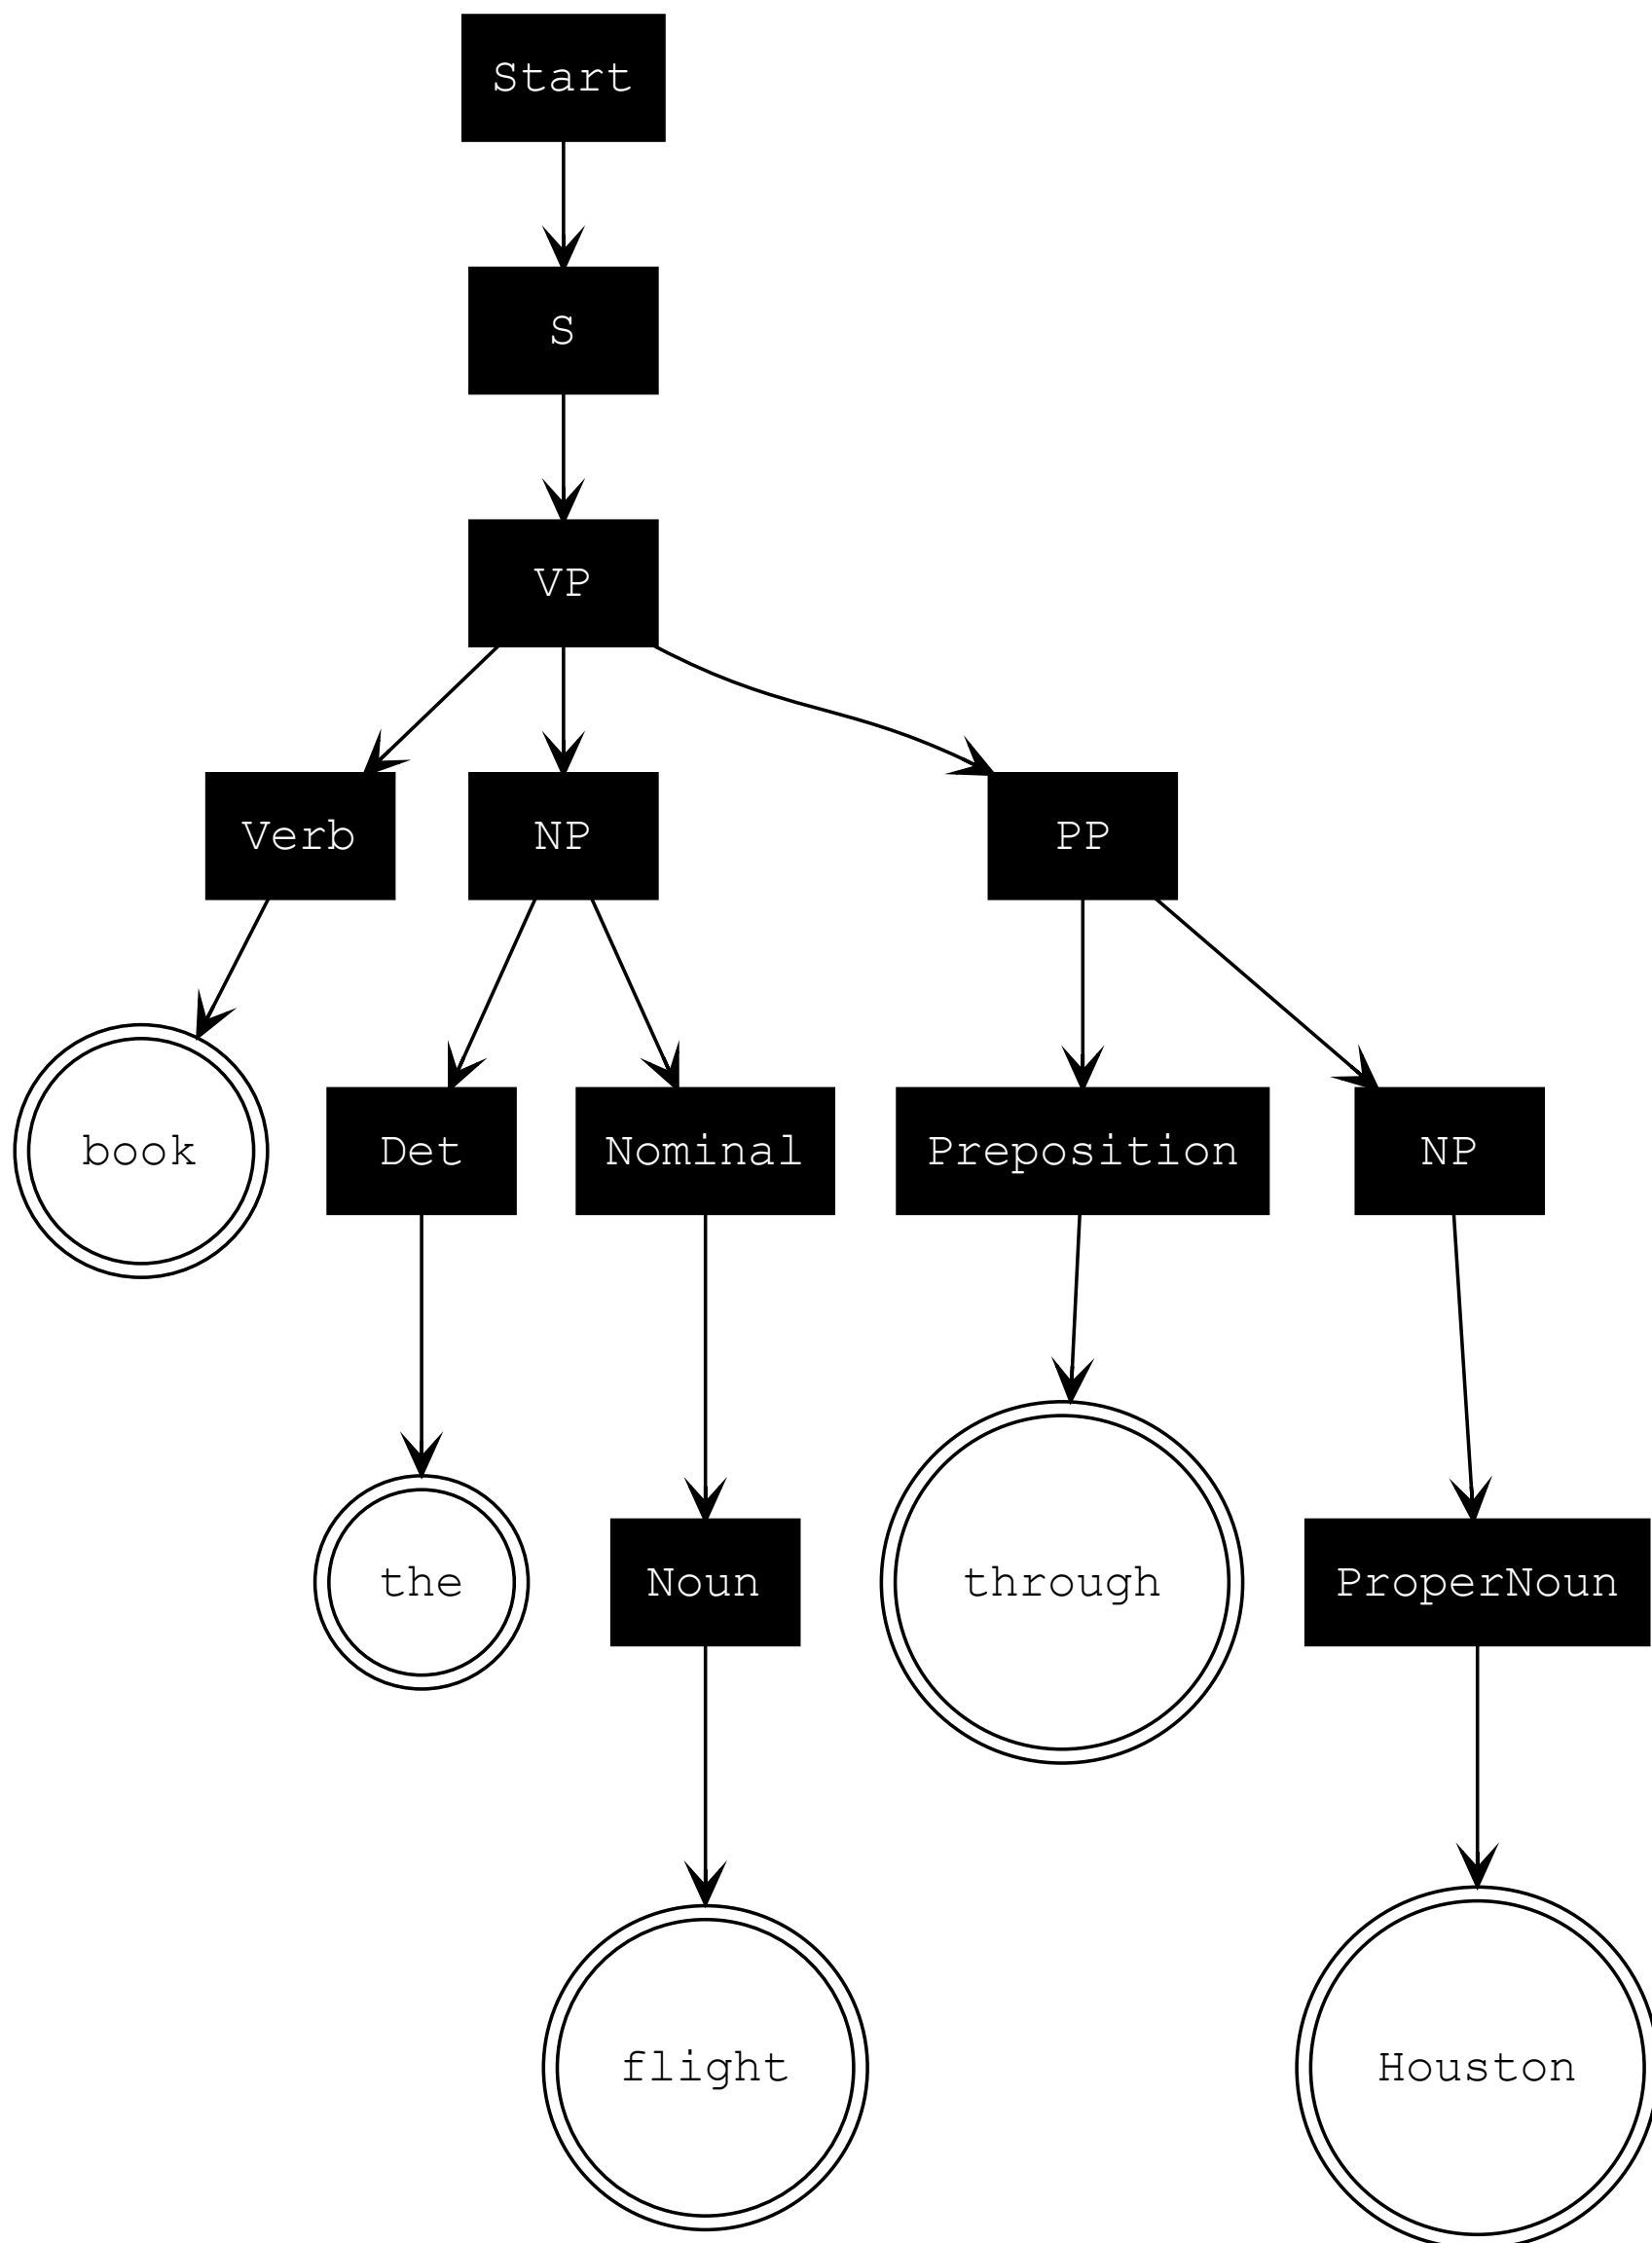 Start
S
VP
Verb NP PP
book Det Nominal Preposition NP
the Noun through ProperNoun
flight Houston